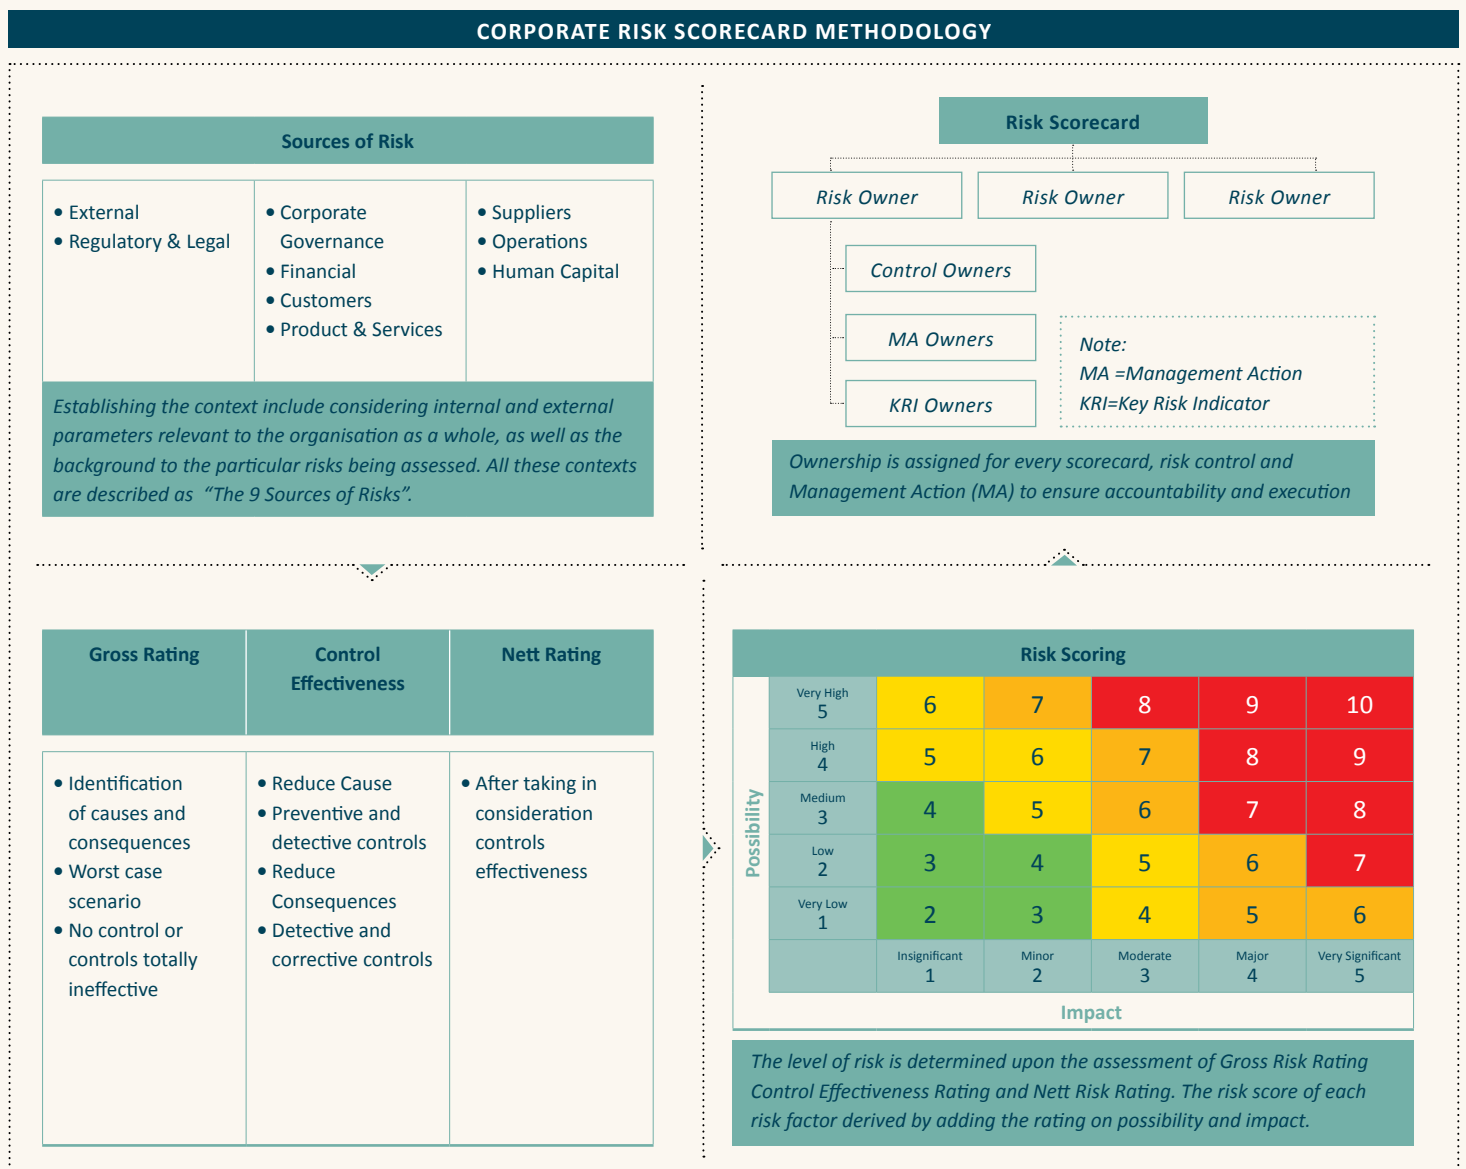 CORPORATE RISK SCORECARD METHODOLOGY
Sources of Risk
• External
• Regulatory & Legal
• Corporate
Governance
• Financial
• Customers
• Product & Services
• Suppliers
• Operations
• Human Capital
Establishing the context include considering internal and external
parameters relevant to the organisation as a whole, as well as the
background to the particular risks being assessed. All these contexts
are described as “The 9 Sources of Risks”.
Risk Scorecard
Risk Owner
Risk Owner
Risk Owner
Control Owners
MA Owners
KRI Owners
Note:
MA =Management Action
KRI=Key Risk Indicator
Ownership is assigned for every scorecard, risk control and
Management Action (MA) to ensure accountability and execution
Gross Rating
Control
Effectiveness
Nett Rating
• Identification
of causes and
consequences
• Worst case
scenario
• No control or
controls totally
ineffective
• Reduce Cause
• Preventive and
detective controls
• Reduce
Consequences
• Detective and
corrective controls
• After taking in
consideration
controls
effectiveness
Risk Scoring
Possibility
Very High
5
6 7 8 9 10
High
4
5 6 7 8 9
Medium
3
4 5 6 7 8
Low
2
3 4 5 6 7
Very Low
1
2 3 4 5 6
Insignificant
1
Minor
2
Moderate
3
Major
4
Very Significant
5
Impact
The level of risk is determined upon the assessment of Gross Risk Rating
Control Effectiveness Rating and Nett Risk Rating. The risk score of each
risk factor derived by adding the rating on possibility and impact.